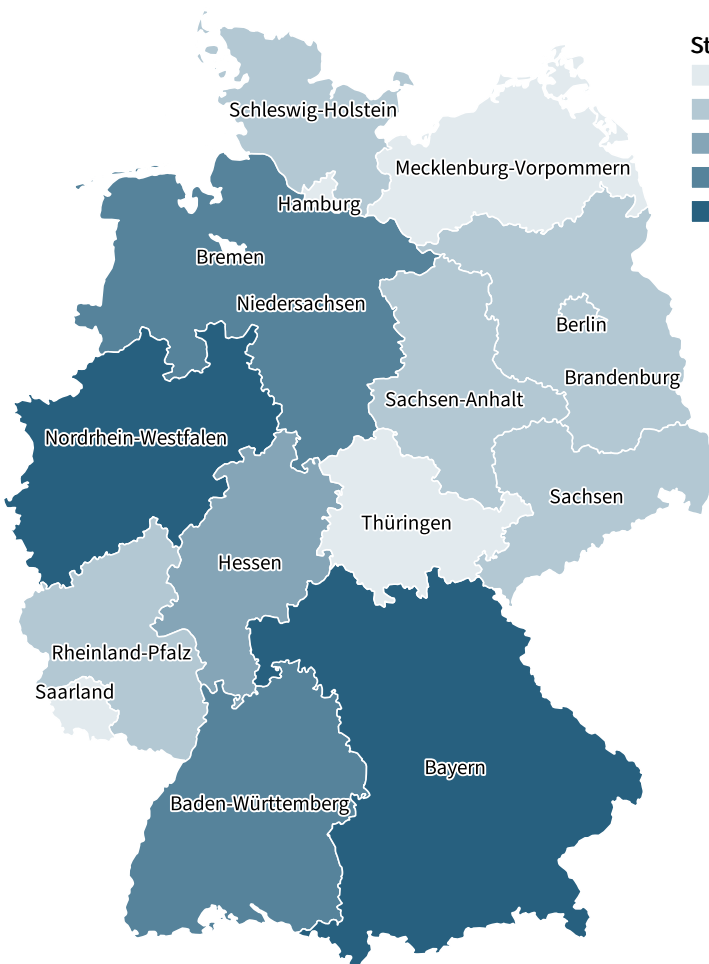 St
Schleswig-Holstein
Mecklenburg-Vorpommern
Hamburg
Bremen
Niedersachsen
Berlin
Brandenburg
Sachsen-Anhalt
Nordrhein-Westfalen
Sachsen
Thüringen
Hessen
Rheinland-Pfalz
Saarland
Bayern
Baden-Württemberg